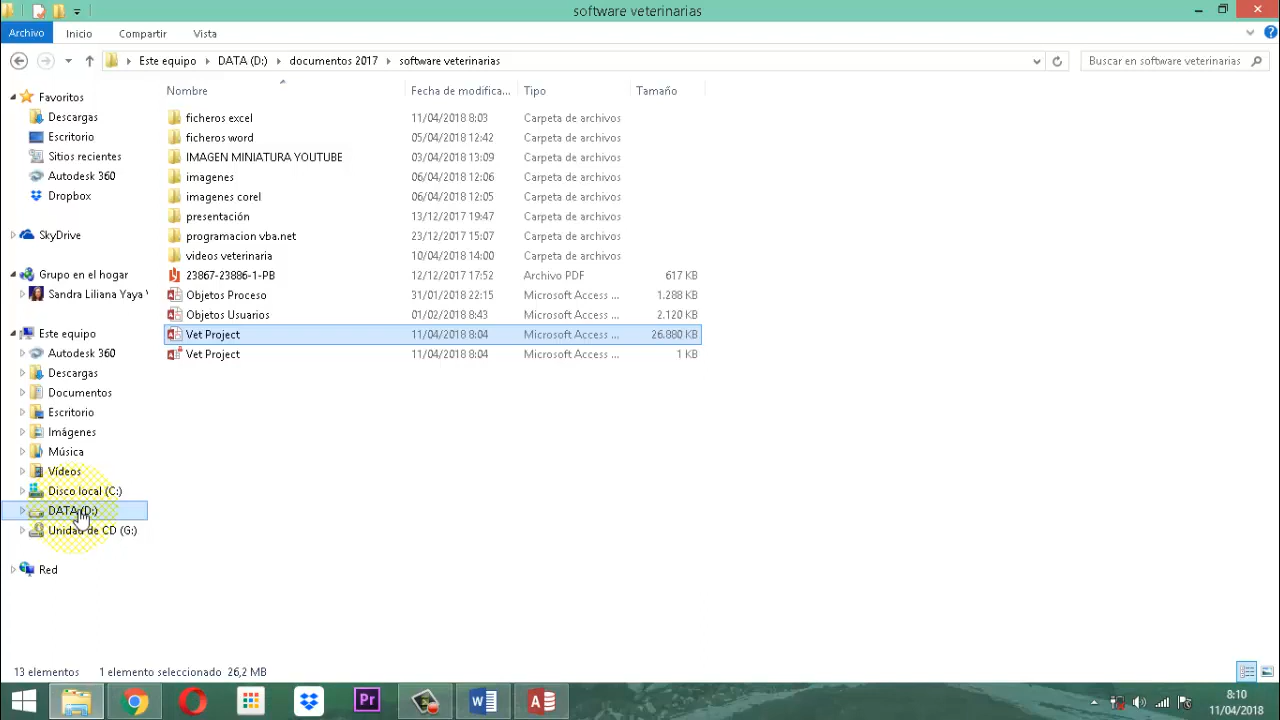 software veterinarias
Archivo Inicio Compartir Vista
Este equipo DATA (D:) documentos 2017 software veterinarias Buscar en software veterinarias
Nombre Fecha de modifica... Tipo Tamaño
Favoritos
Descargas
Escritorio
Sitios recientes
Autodesk 360
Dropbox
SkyDrive
Grupo en el hogar
Sandra Liliana Yaya V
Este equipo
Autodesk 360
Descargas
Documentos
Escritorio
Imágenes
Música
Vídeos
Disco local (C:)
DATA (D:)
Unidad de CD (G:)
Red
ficheros excel 11/04/2018 8:03 Carpeta de archivos
ficheros word 05/04/2018 12:42 Carpeta de archivos
IMAGEN MINIATURA YOUTUBE 03/04/2018 13:09 Carpeta de archivos
imagenes 06/04/2018 12:06 Carpeta de archivos
imagenes corel 06/04/2018 12:05 Carpeta de archivos
presentación 13/12/2017 19:47 Carpeta de archivos
programacion vba.net 23/12/2017 15:07 Carpeta de archivos
videos veterinaria 10/04/2018 14:00 Carpeta de archivos
23867-23886-1-PB 12/12/2017 17:52 Archivo PDF 617 KB
Objetos Proceso 31/01/2018 22:15 Microsoft Access ... 1.288 KB
Objetos Usuarios 01/02/2018 8:43 Microsoft Access ... 2.120 KB
Vet Project 11/04/2018 8:04 Microsoft Access ... 26.880 KB
Vet Project 11/04/2018 8:04 Microsoft Access ... 1 KB
13 elementos 1 elemento seleccionado 26,2 MB
Pr
8:10
11/04/2018